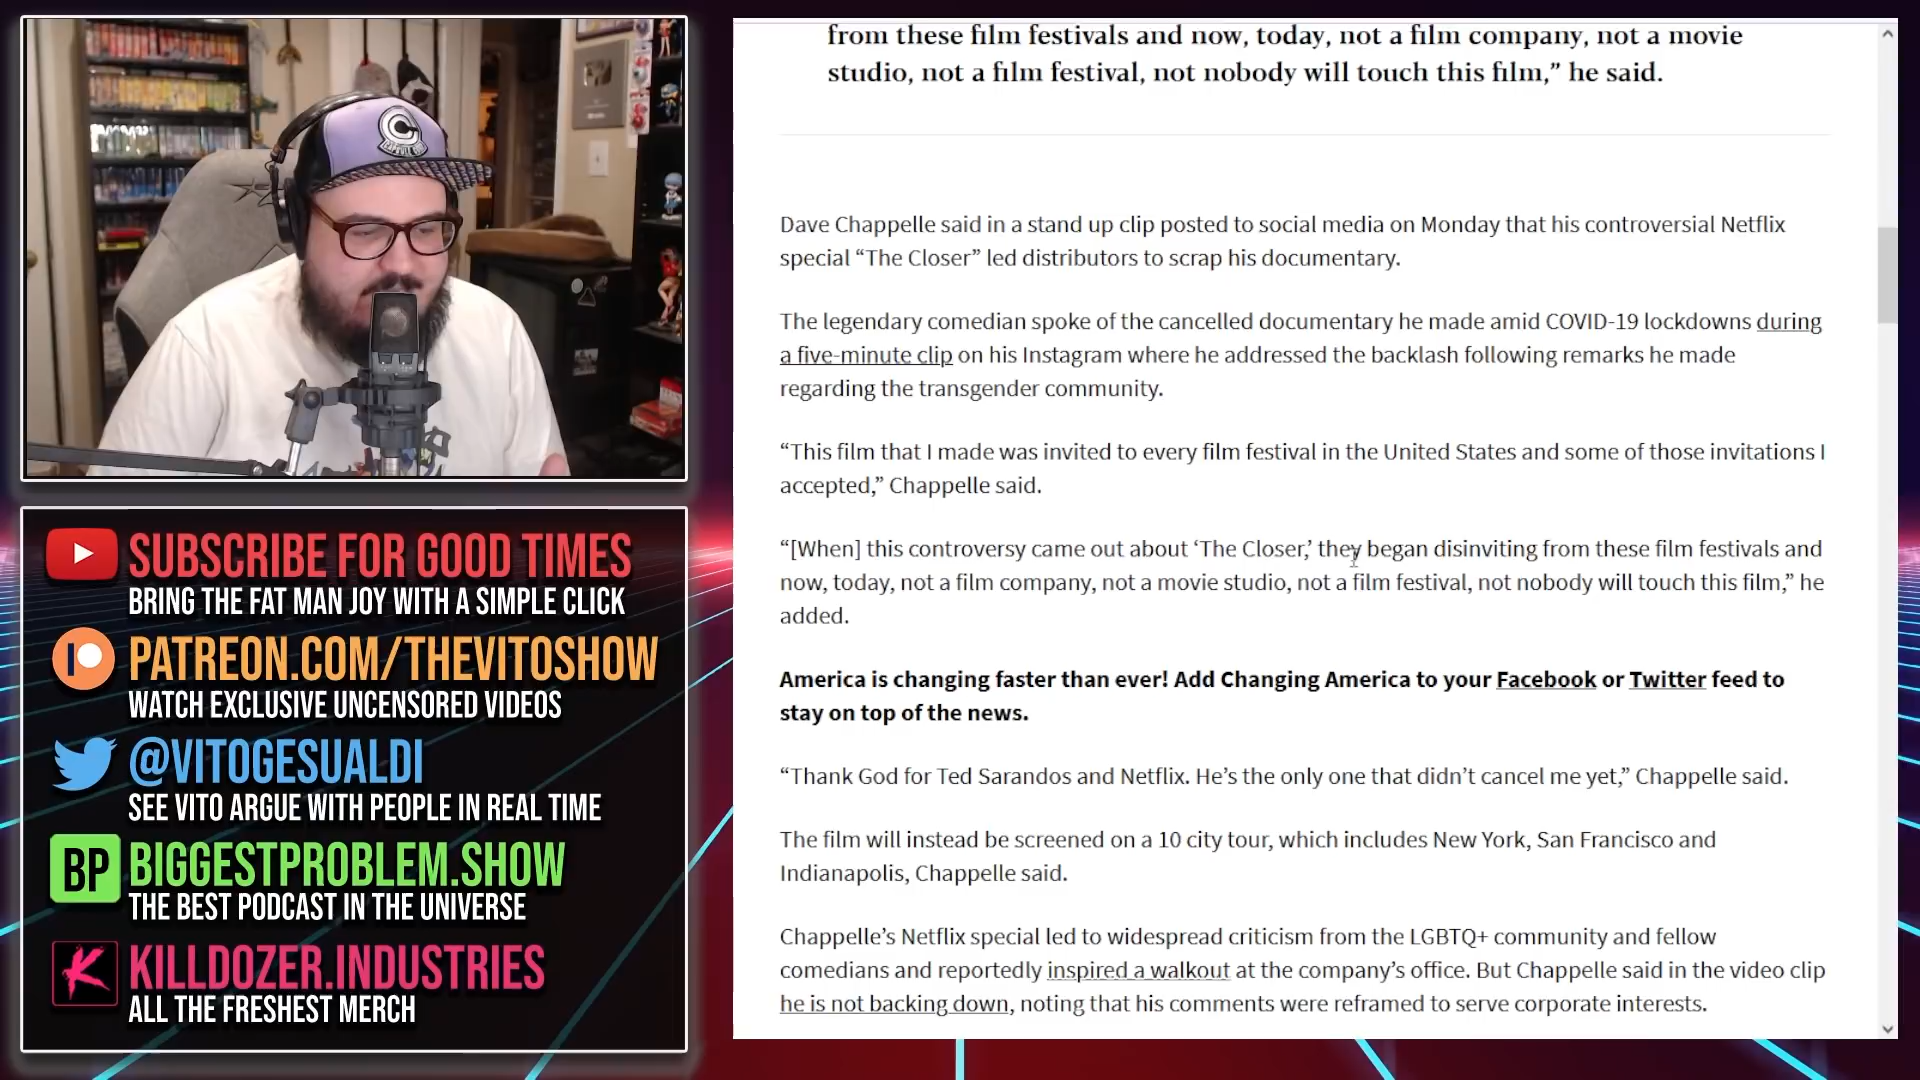 CAPSULE CORP
SUBSCRIBE FOR GOOD TIMES
BRING THE FAT MAN JOY WITH A SIMPLE CLICK
PATREON.COM/THEVITOSHOW
WATCH EXCLUSIVE UNCENSORED VIDEOS
@VITOGESUALDI
SEE VITO ARGUE WITH PEOPLE IN REAL TIME
BP
BIGGESTPROBLEM.SHOW
THE BEST PODCAST IN THE UNIVERSE
K
KILLDOZER.INDUSTRIES
ALL THE FRESHEST MERCH
from these film festivals and now, today, not a film company, not a movie
studio, not a film festival, not nobody will touch this film,” he said.
Dave Chappelle said in a stand up clip posted to social media on Monday that his controversial Netflix
special “The Closer” led distributors to scrap his documentary.
The legendary comedian spoke of the cancelled documentary he made amid COVID-19 lockdowns during
a five-minute clip on his Instagram where he addressed the backlash following remarks he made
regarding the transgender community.
“This film that I made was invited to every film festival in the United States and some of those invitations I
accepted,” Chappelle said.
“[When] this controversy came out about ‘The Closer,’ they began disinviting from these film festivals and
now, today, not a film company, not a movie studio, not a film festival, not nobody will touch this film,” he
added.
America is changing faster than ever! Add Changing America to your Facebook or Twitter feed to
stay on top of the news.
“Thank God for Ted Sarandos and Netflix. He’s the only one that didn’t cancel me yet,” Chappelle said.
The film will instead be screened on a 10 city tour, which includes New York, San Francisco and
Indianapolis, Chappelle said.
Chappelle’s Netflix special led to widespread criticism from the LGBTQ+ community and fellow
comedians and reportedly inspired a walkout at the company’s office. But Chappelle said in the video clip
he is not backing down, noting that his comments were reframed to serve corporate interests.